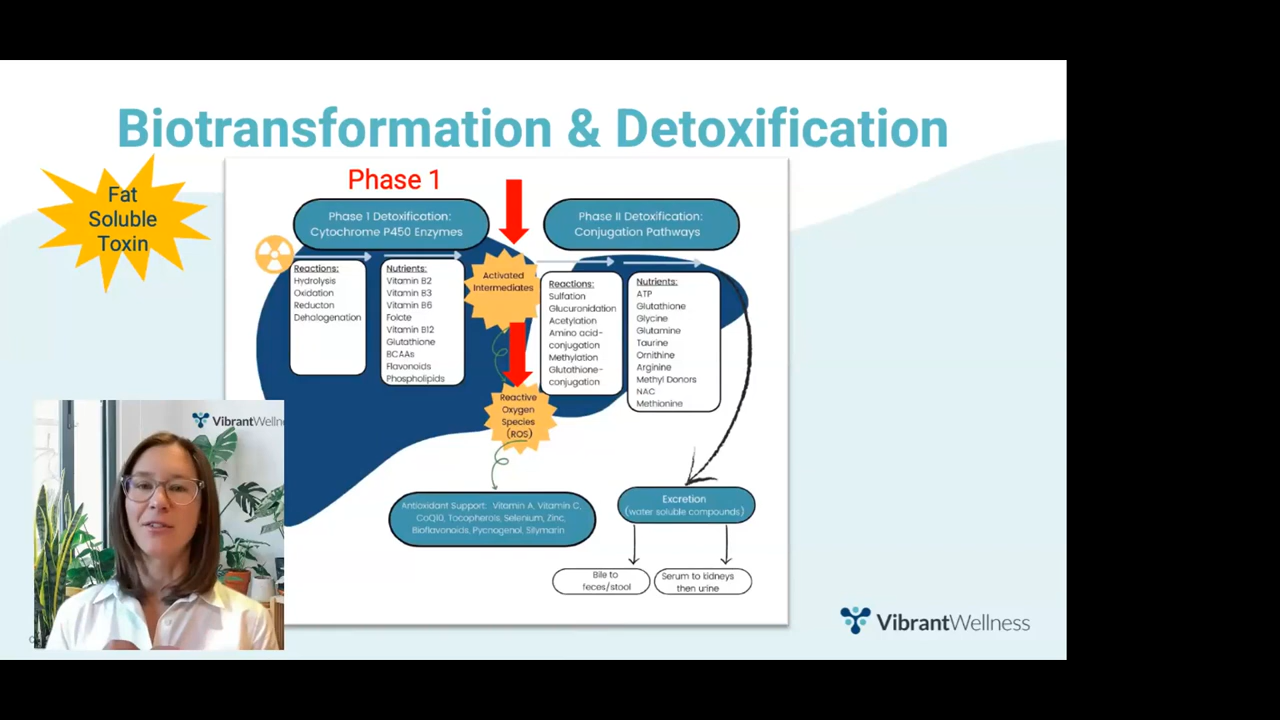 Biotransformation & Detoxification
Fat
Soluble
Toxin
Phase 1
Phase 1 Detoxification:
Cytochrome P450 Enzymes
Phase II Detoxification:
Conjugation Pathways
Reactions:
Hydrolysis
Oxidation
Reducton
Dehalogenation
Nutrients:
Vitamin B2
Vitamin B3
Vitamin B6
Folcte
Vitamin B12
Glutathione
BCAAs
Flavonoids
Phospholipids
Activated
Intermediates
Reactions:
Sulfation
Glucuronidation
Acetylation
Amino acid-
conjugation
Methylation
Glutathione-
conjugation
Nutrients:
ATP
Glutathione
Glycine
Glutamine
Taurine
Ornithine
Arginine
Methyl Donors
NAC
Methionine
Reactive
Oxygen
Species
(ROS)
Antioxidant Support: Vitamin A, Vitamin C,
CoQ10, Tocopherols, Selenium, Zinc,
Bioflavonoids, Pycnogenol, Silymarin
Excretion
(water soluble compounds)
Bile to
feces/stool
Serum to kidneys
then urine
VibrantWellne
VibrantWellness